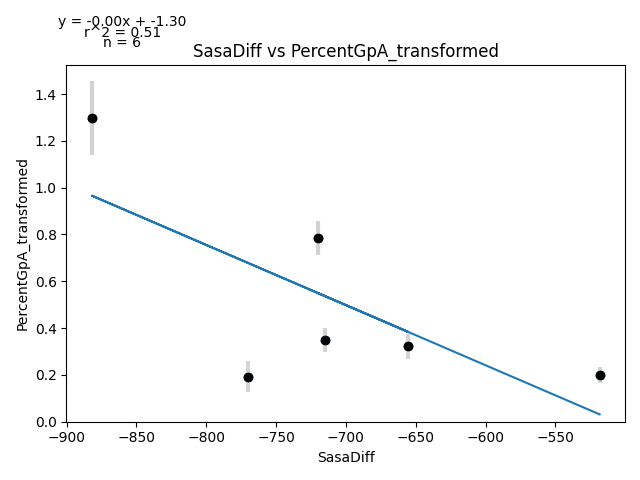 y = -0.00x + -1.30
r^2 = 0.51
n = 6
SasaDiff vs PercentGpA_transformed
PercentGpA_transformed
1.4
1.2
1.0
0.8
0.6
0.4
0.2
0.0
−900 −850 −800 −750 −700 −650 −600 −550
SasaDiff